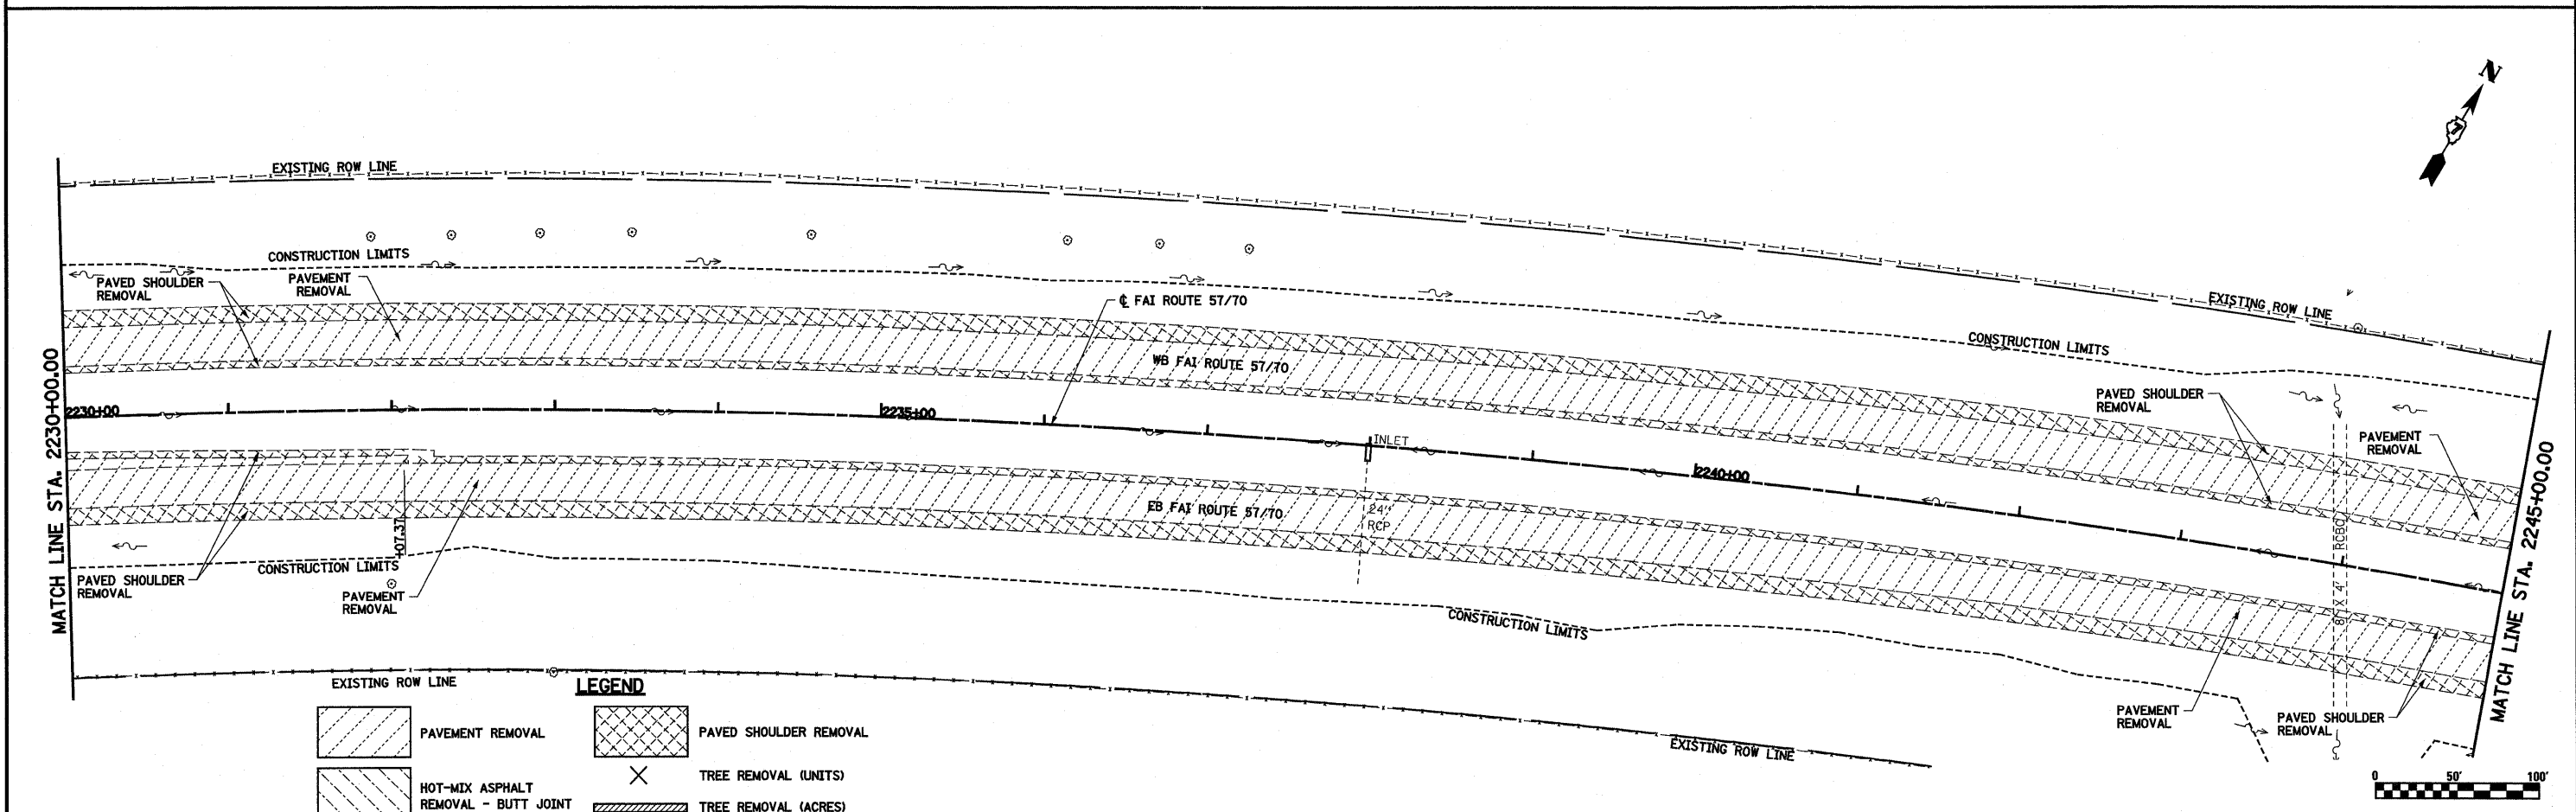 N
7
EXISTING ROW LINE
CONSTRUCTION LIMITS
PAVED SHOULDER
REMOVAL
PAVEMENT
REMOVAL
℄ FAI ROUTE 57/70
EXISTING ROW LINE
CONSTRUCTION LIMITS
WB FAI ROUTE 57/70
PAVED SHOULDER
REMOVAL
PAVEMENT
REMOVAL
MATCH LINE STA. 2230+00.00
2230+00
2235+00
INLET
2240+00
MATCH LINE STA. 2245+00.00
EB FAI ROUTE 57/70
24"
RCP
8' X 4' RCBC
+07.37
CONSTRUCTION LIMITS
PAVED SHOULDER
REMOVAL
PAVEMENT
REMOVAL
CONSTRUCTION LIMITS
PAVEMENT
REMOVAL
PAVED SHOULDER
REMOVAL
EXISTING ROW LINE
EXISTING ROW LINE
LEGEND
PAVEMENT REMOVAL
PAVED SHOULDER REMOVAL
TREE REMOVAL (UNITS)
HOT-MIX ASPHALT
REMOVAL - BUTT JOINT
TREE REMOVAL (ACRES)
0 50' 100'